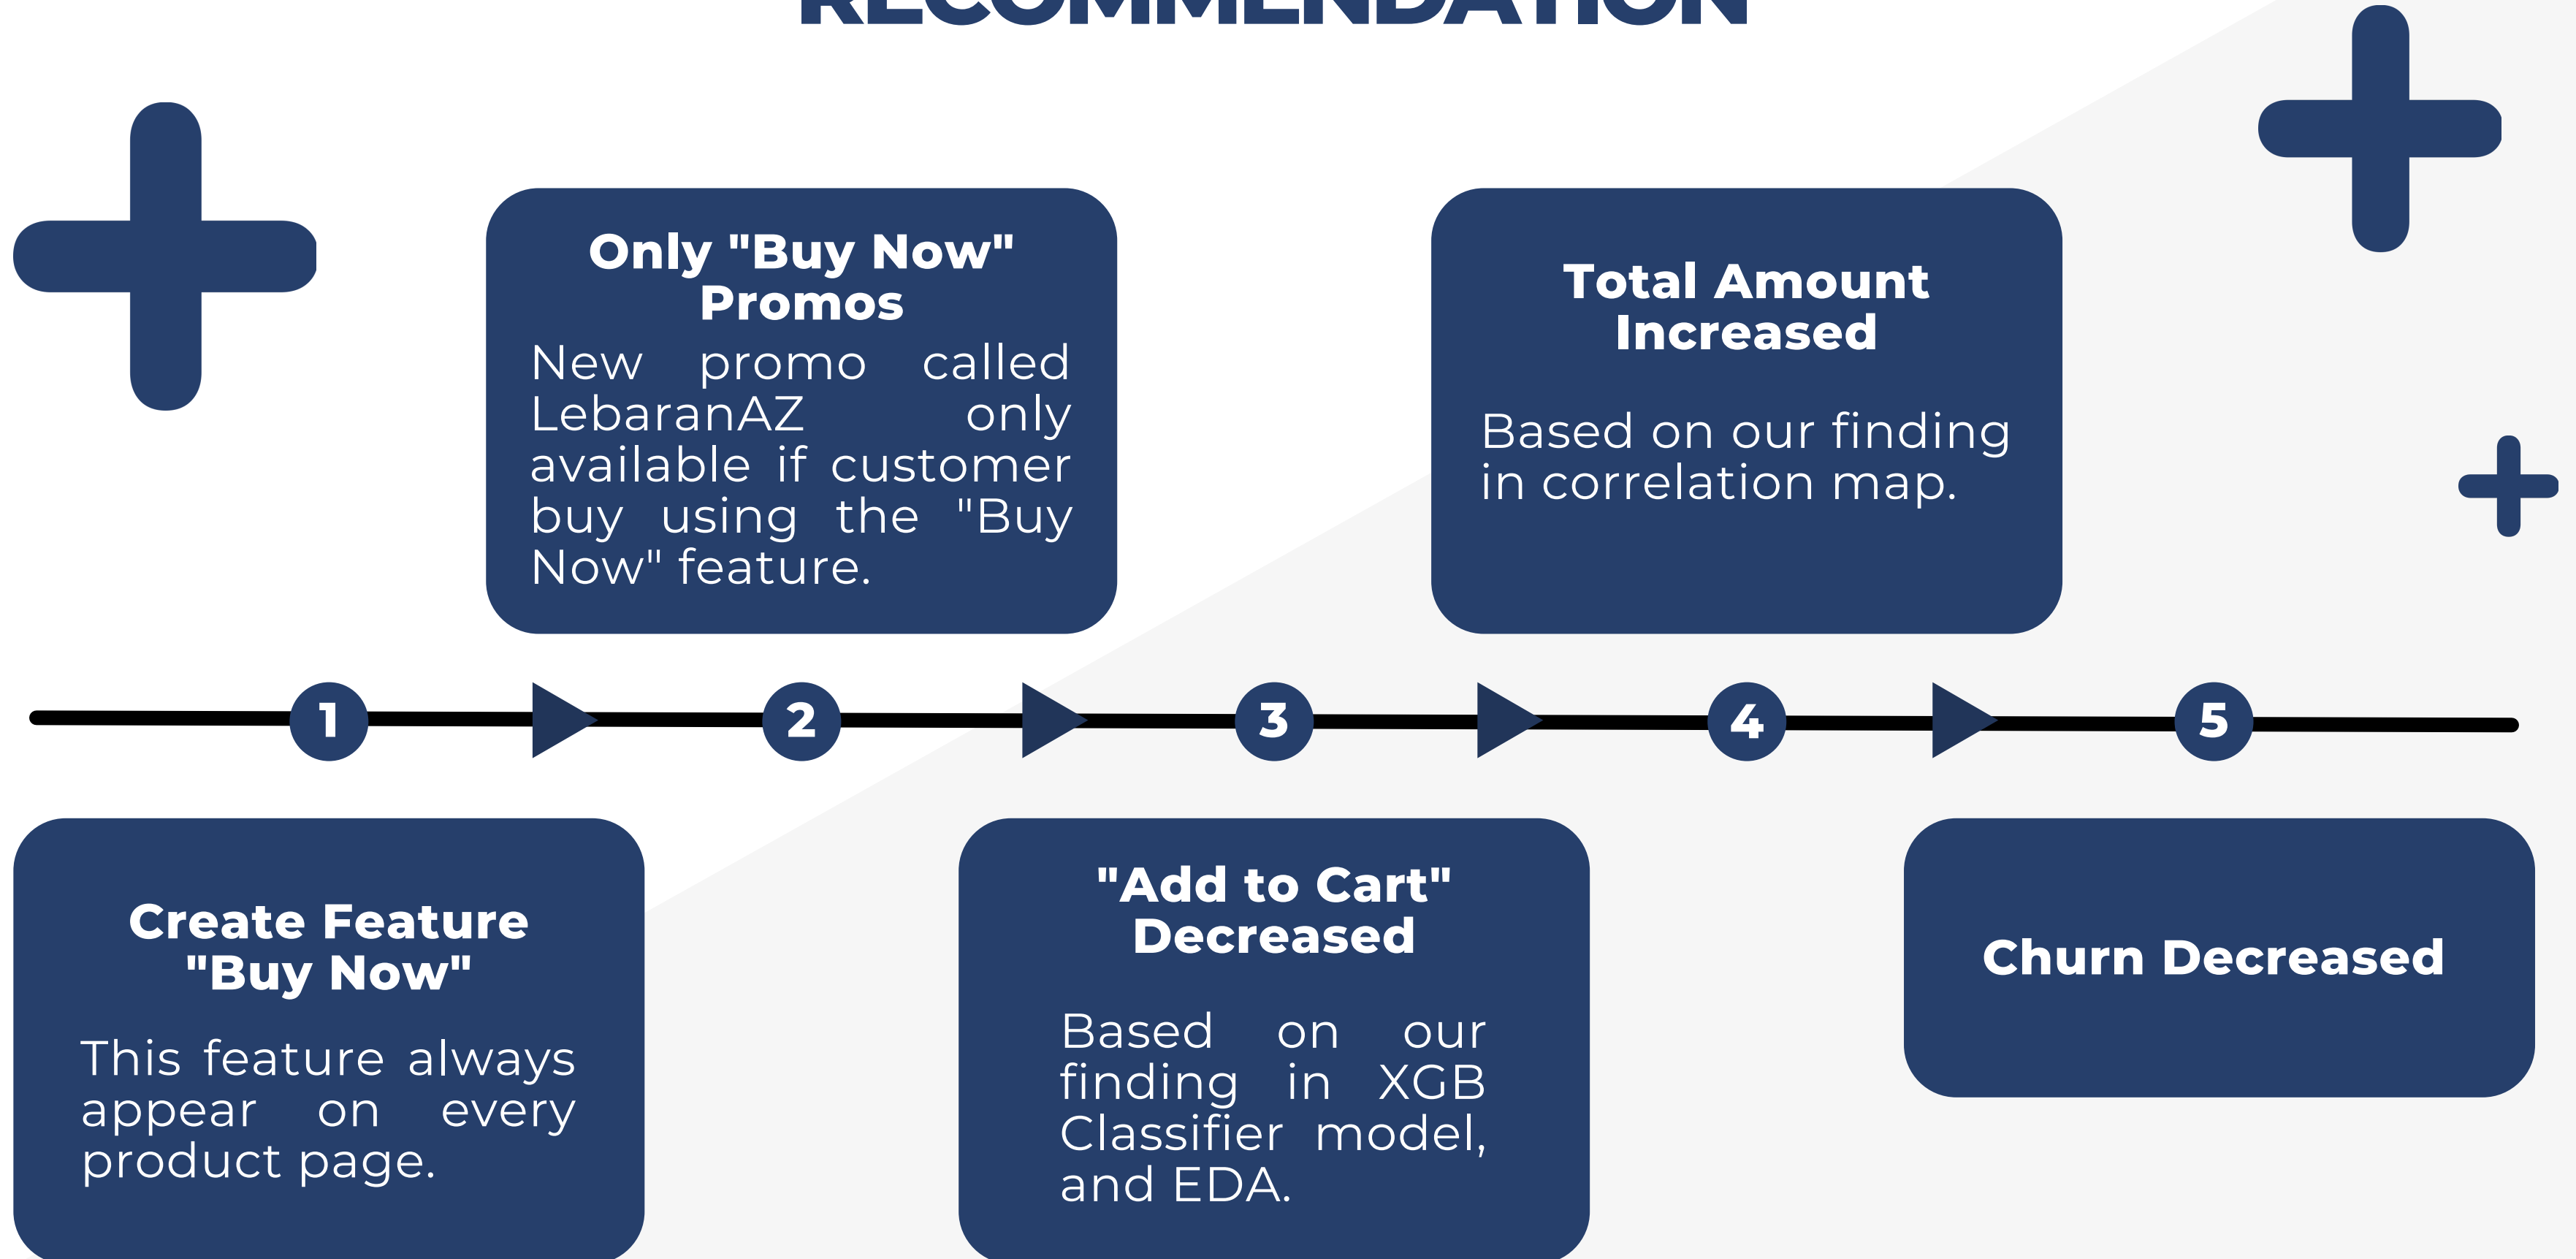 RECOMMENDATION
Only "Buy Now"
Promos
New promo called
LebaranAZ only
available if customer
buy using the "Buy
Now" feature.
Total Amount
Increased
Based on our finding
in correlation map.
1
2
3
4
5
Create Feature
"Buy Now"
This feature always
appear on every
product page.
"Add to Cart"
Decreased
Based on our
finding in XGB
Classifier model,
and EDA.
Churn Decreased